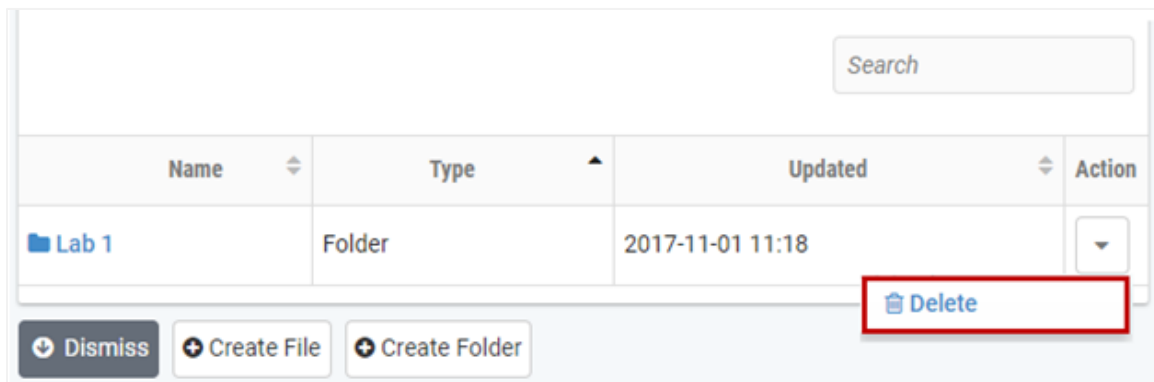 Search
Name Type Updated Action
Lab 1 Folder 2017-11-01 11:18
Delete
Dismiss Create File Create Folder